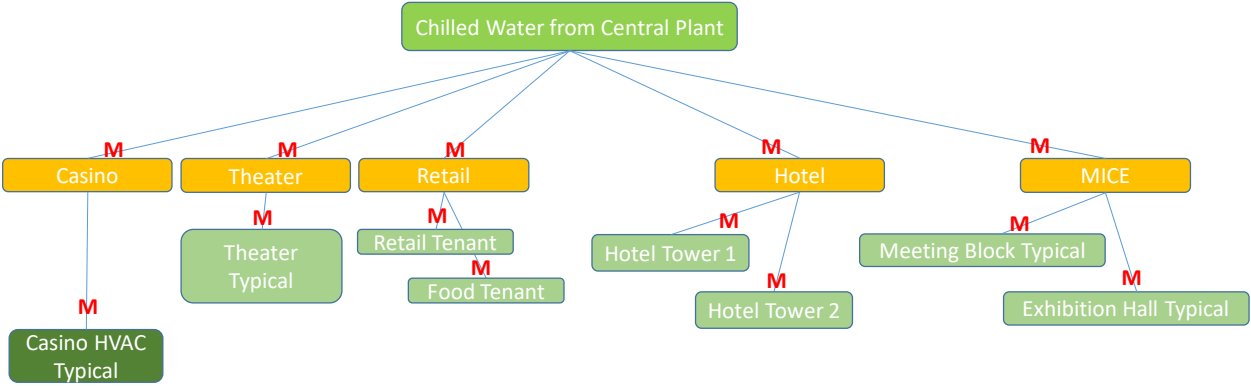 Chilled Water from Central Plant
M M M M M
Casino Theater Retail Hotel MICE
M M M M
Retail Tenant
Theater
Typical
Hotel Tower 1
Meeting Block Typical
M M M
Food Tenant
Hotel Tower 2
Exhibition Hall Typical
M
Casino HVAC
Typical